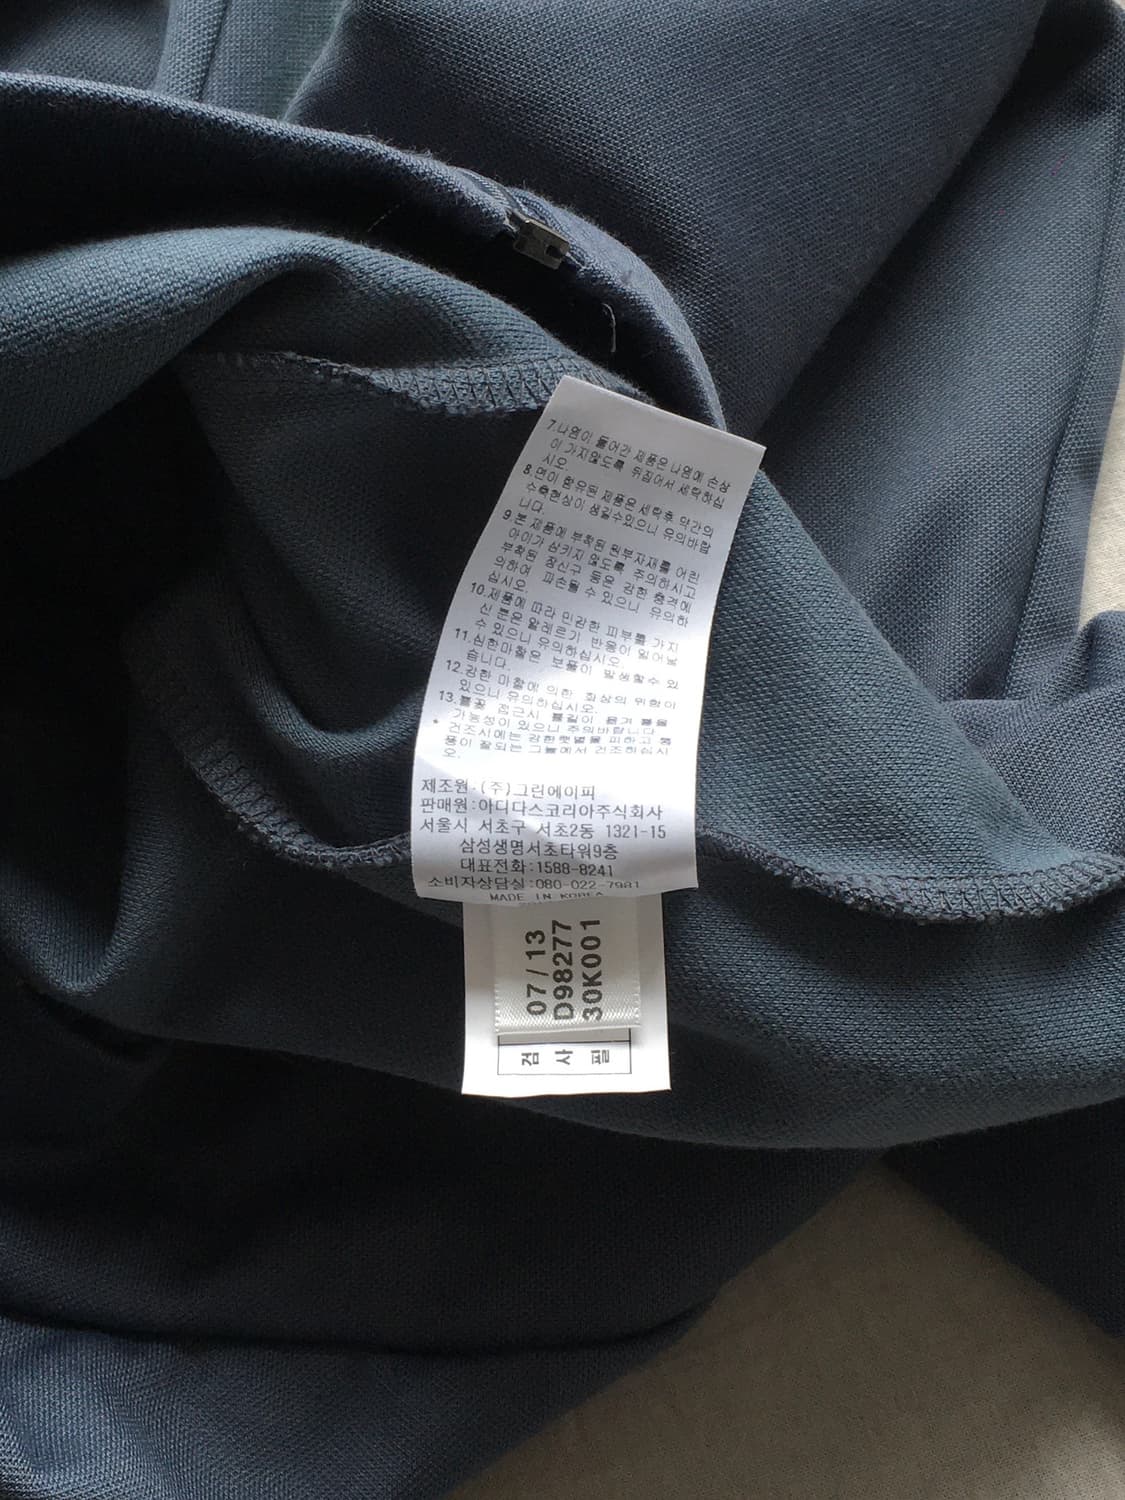 7.나염이 들어간 제품은 나염에 손상
이 가지않도록 뒤집어서 세탁하십
시오.
8.면이 함유된 제품은 세탁후 약간의
수축현상이 생길수있으니 유의바랍
니다.
9.본 제품에 부착된 원부자재를 어린
아이가 삼키지 않도록 주의하시고
부착된 장신구 등은 강한 충격에
의하여 파손될 수 있으니 유의하
십시오.
10.제품에 따라 민감한 피부를 가지
신 분은 알레르기 반응이 일어날
수 있으니 유의하십시오.
11.심한마찰은 보풀이 발생할수 있
습니다.
12.강한 마찰에 의한 화상의 위험이
있으니 유의하십시오.
13.불꽃 접근시
가능성이 있으니 주의바랍니다
건조시에는 강한햇볕을 피하고 통
풍이 잘되는 그늘에서 건조하십시
오.
제조원:(주)그린에이피
판매원:아디다스코리아주식회사
서울시 서초구 서초2동 1321-15
삼성생명서초타워9층
대표전화:1588-8241
소비자상담실:080-022-7981
MADE IN KOREA
07/13
D98277
30K001
검 사 필